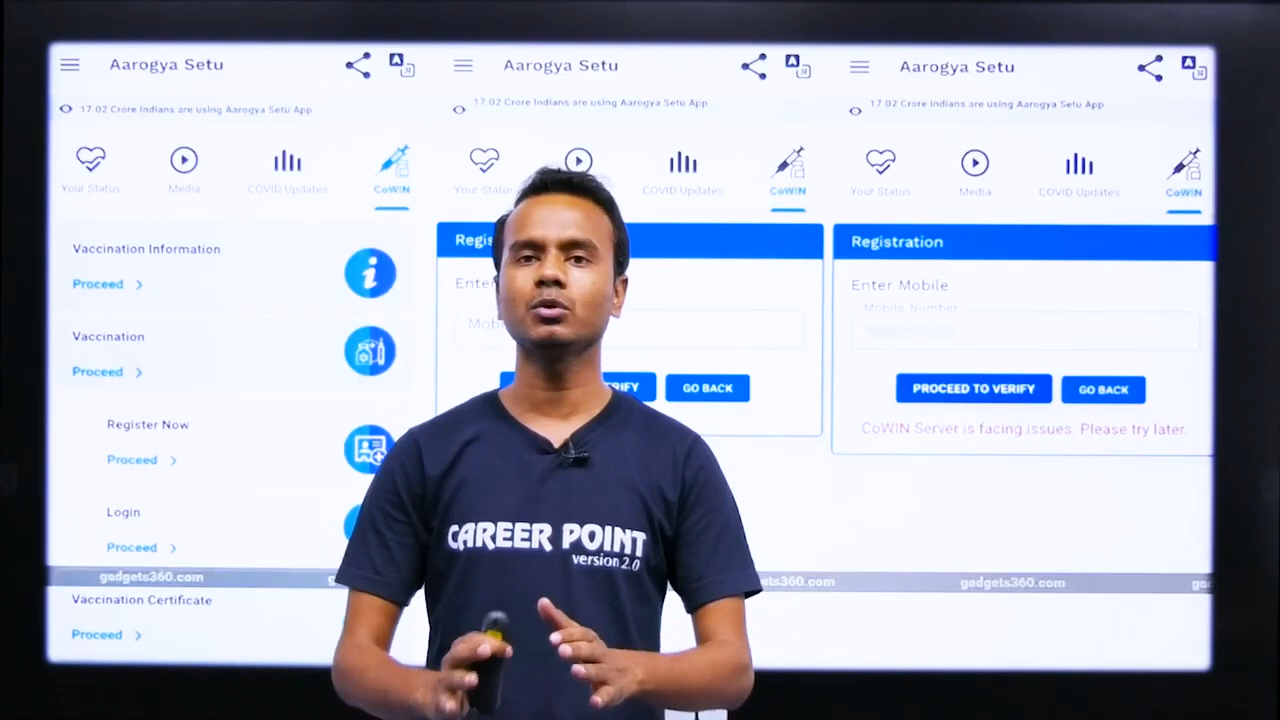 Aarogya Setu
17.02 Crore Indians are using Aarogya Setu App
Your Status
Media
COVID Updates
CoWIN
Vaccination Information
Proceed >
Vaccination
Proceed >
Register Now
Proceed >
Login
Proceed >
gadgets360.com
Vaccination Certificate
Proceed >
Aarogya Setu
17.02 Crore Indians are using Aarogya Setu App
COVID Updates
CoWIN
GO BACK
Aarogya Setu
17.02 Crore Indians are using Aarogya Setu App
Your Status
Media
COVID Updates
CoWIN
Registration
Enter Mobile
Mobile Number
PROCEED TO VERIFY
GO BACK
CoWIN Server is facing issues. Please try later.
gadgets360.com
CAREER POINT
version 2.0